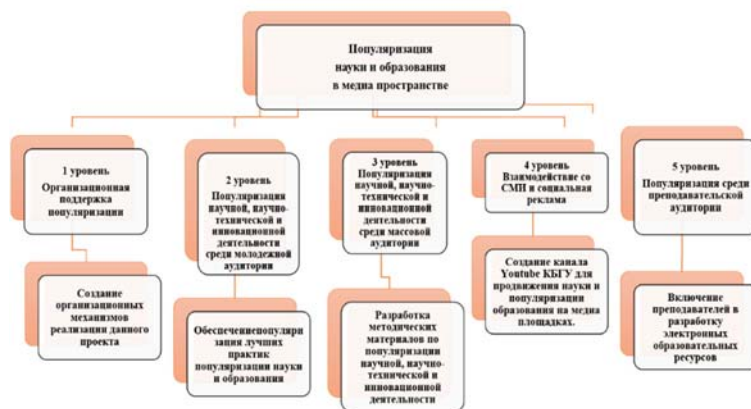 Популяризация
науки и образования
в медиа пространстве
1 уровень
Организационная
поддержка
популяризации
2 уровень
Популяризация
научной, научно-
технической и
инновационной
деятельности
среди молодежной
аудитории
3 уровень
Популяризация
научной, научно-
технической и
инновационной
деятельности
среди массовой
аудитории
4 уровень
Взаимодействие со
СМИ и социальная
реклама
5 уровень
Популяризация среди
преподавательской
аудитории
Создание
организационных
механизмов
реализации данного
проекта
Обеспечениепопуляри
зация лучших
практик
популяризации науки
и образования
Разработка
методических
материалов по
популяризации
научной, научно-
технической и
инновационной
деятельности
Создание канала
Youtube КБГУ для
продвижения науки и
популяризации
образования на медиа
площадках.
Включение
преподавателей в
разработку
электронных
образовательных
ресурсов